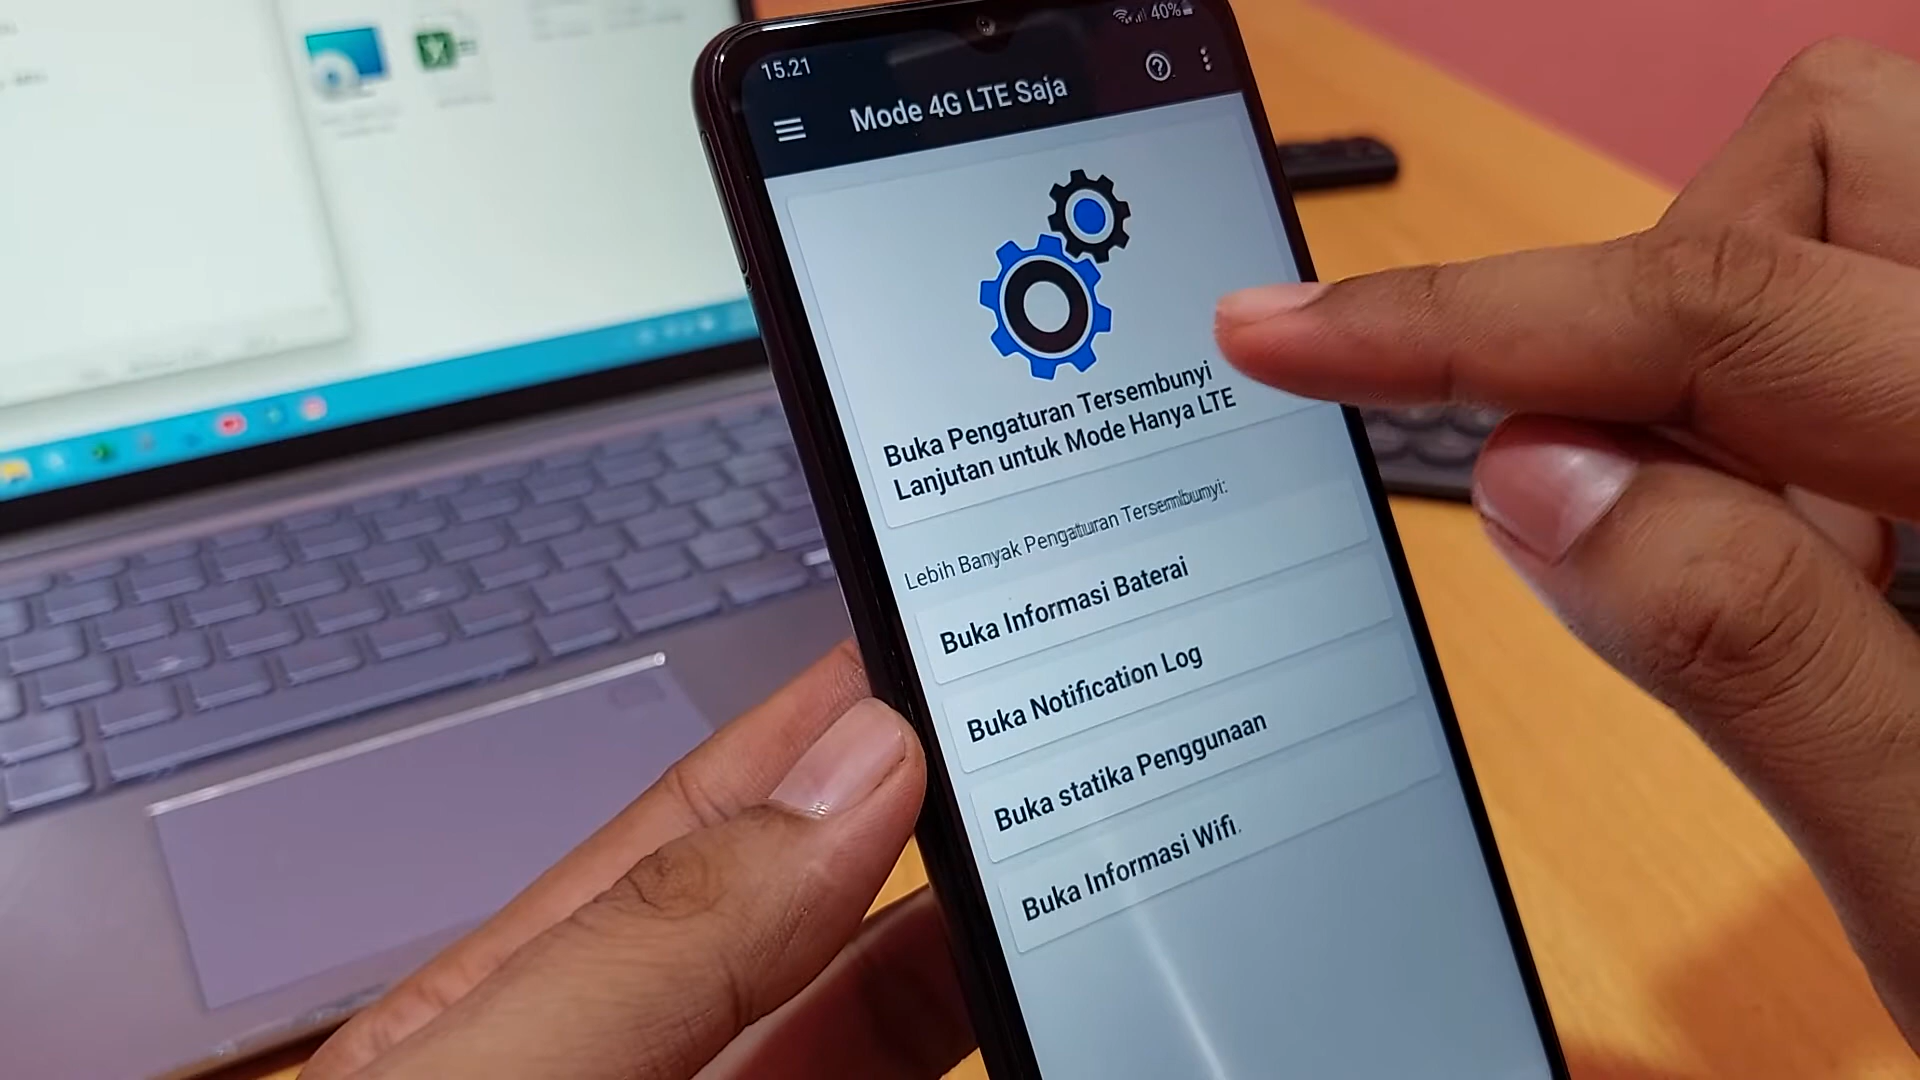 15.21
40%
Mode 4G LTE Saja
Buka Pengaturan Tersembunyi
Lanjutan untuk Mode Hanya LTE
Lebih Banyak Pengaturan Tersembunyi:
Buka Informasi Baterai
Buka Notification Log
Buka statika Penggunaan
Buka Informasi Wifi.